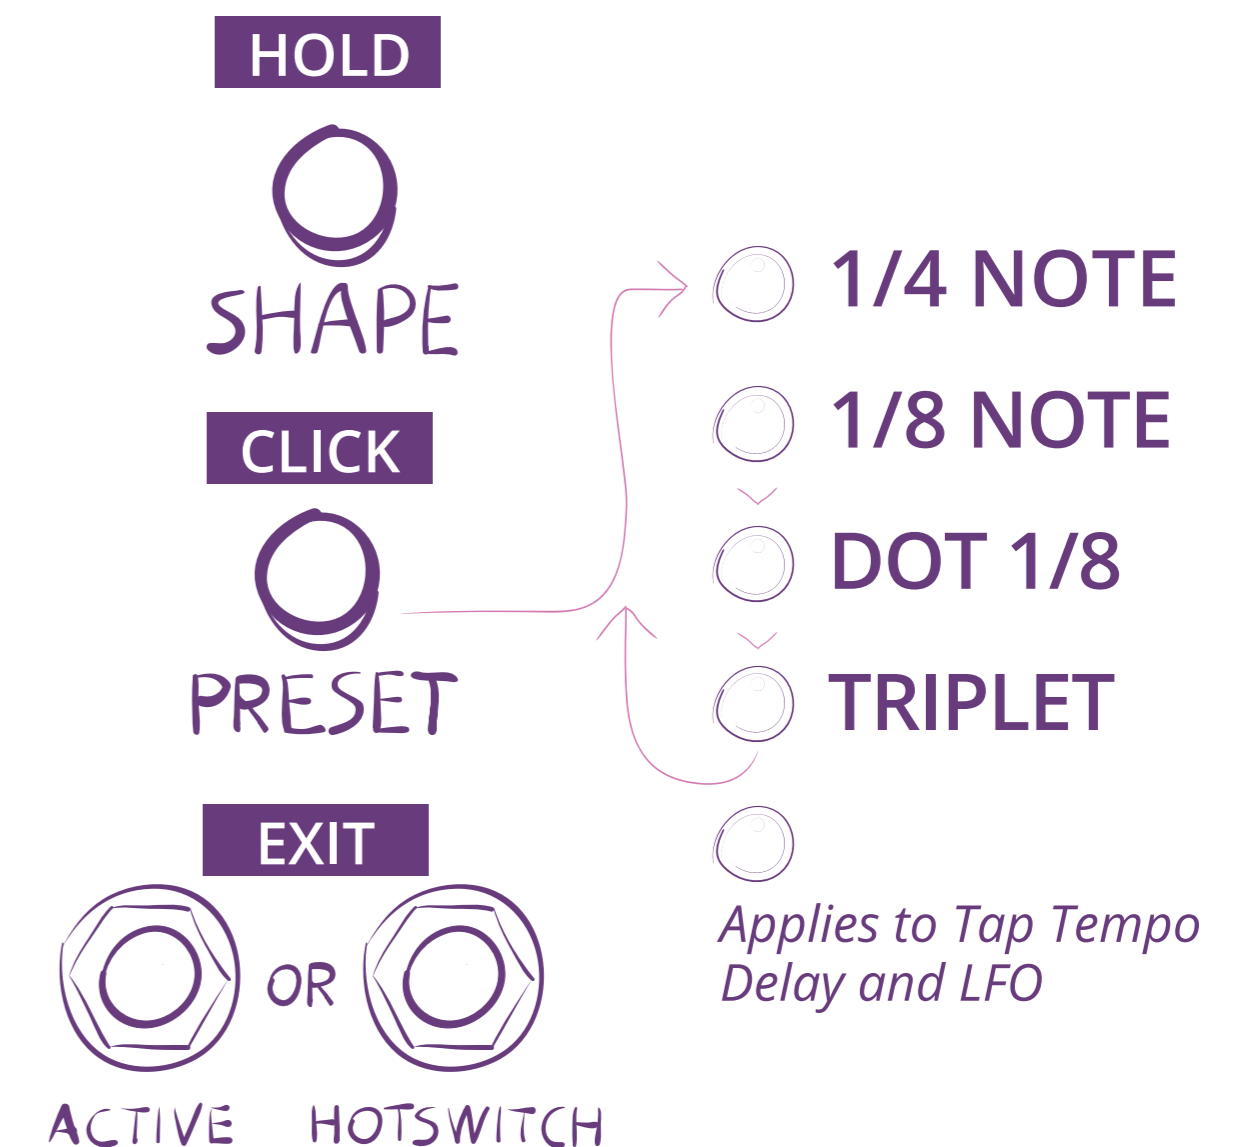 HOLD
SHAPE
CLICK
PRESET
EXIT
OR
ACTIVE
HOTSWITCH
1/4 NOTE
1/8 NOTE
DOT 1/8
TRIPLET
Applies to Tap Tempo
Delay and LFO